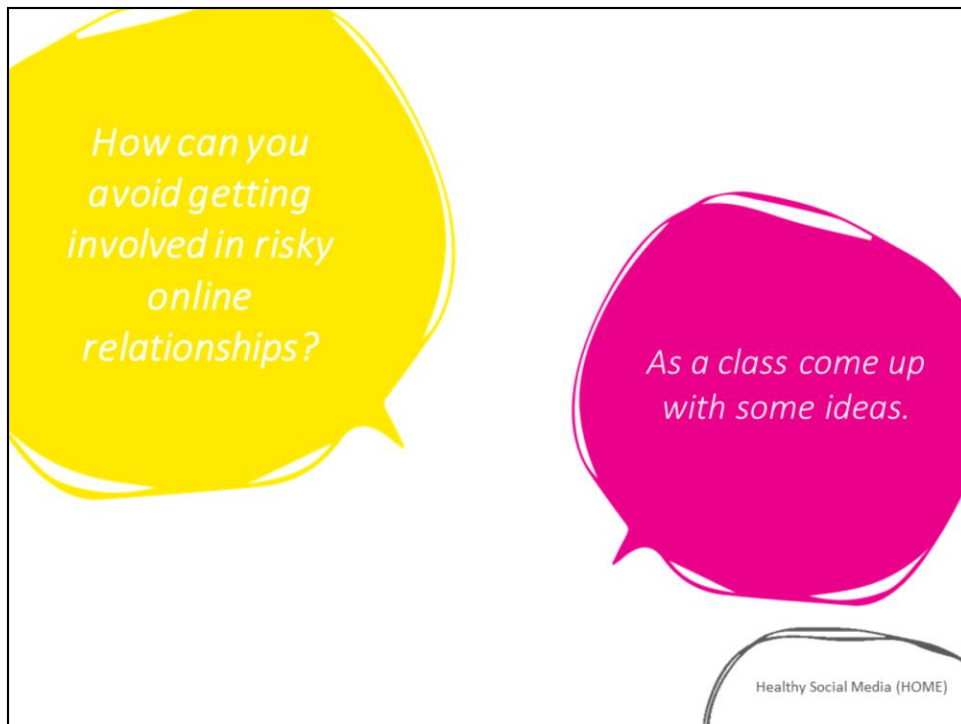 How can you
avoid getting
involved in risky
online
relationships?
As a class come up
with some ideas.
Healthy Social Media (HOME)